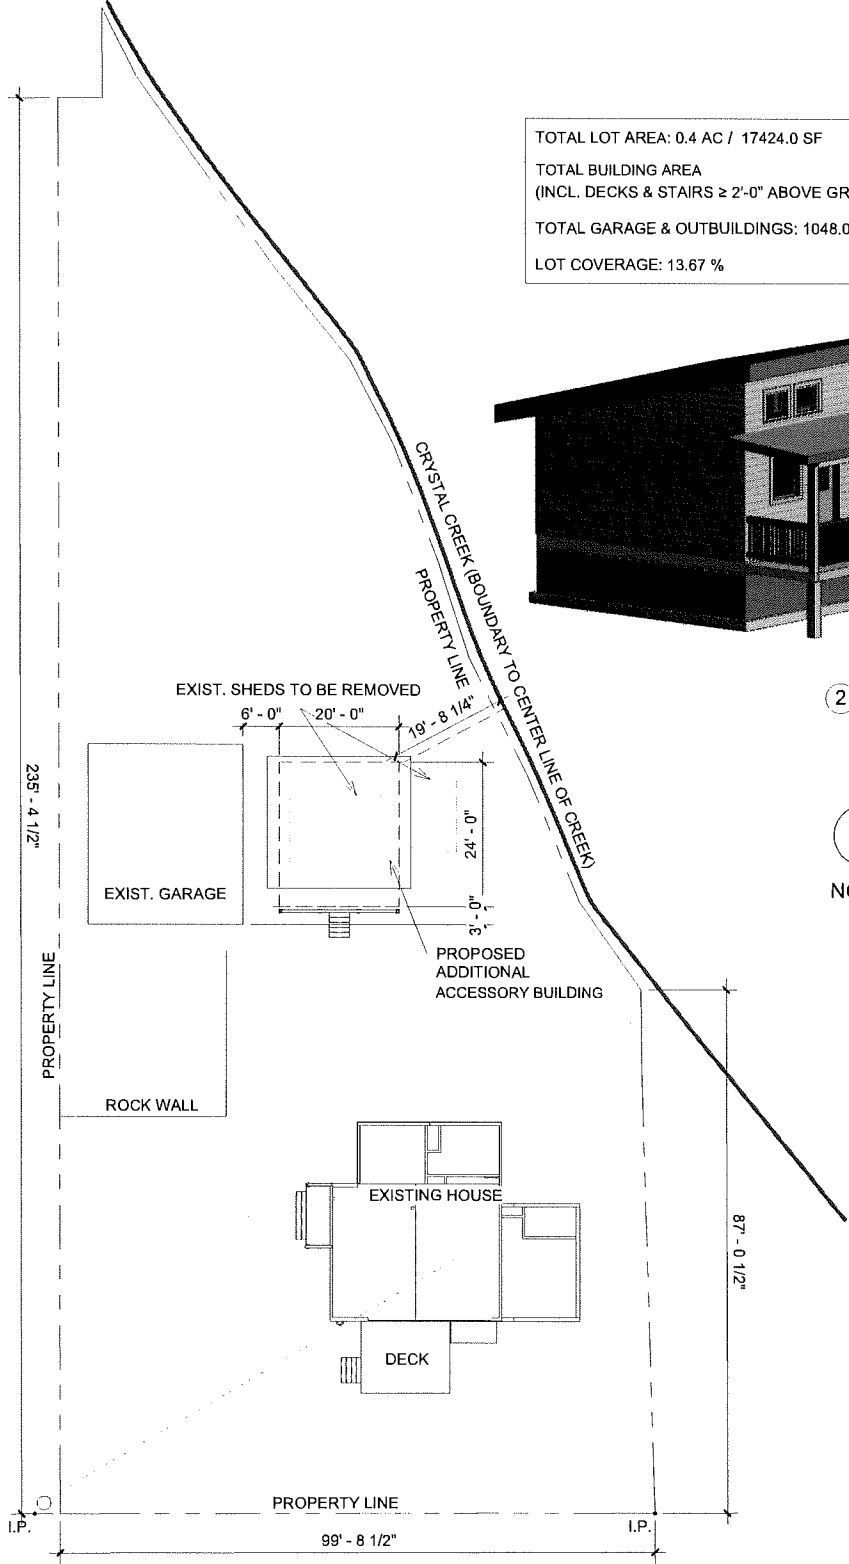 TOTAL LOT AREA: 0.4 AC / 17424.0 SF
TOTAL BUILDING AREA
(INCL. DECKS & STAIRS ≥ 2'-0" ABOVE GR
TOTAL GARAGE & OUTBUILDINGS: 1048.0
LOT COVERAGE: 13.67 %
CRYSTAL CREEK (BOUNDARY TO CENTER LINE OF CREEK)
PROPERTY LINE
EXIST. SHEDS TO BE REMOVED
6' - 0"
20' - 0"
19' - 8 1/4"
2
235' - 4 1/2"
24' - 0"
EXIST. GARAGE
NO
3' - 0"
PROPOSED
ADDITIONAL
ACCESSORY BUILDING
PROPERTY LINE
ROCK WALL
EXISTING HOUSE
87' - 0 1/2"
DECK
PROPERTY LINE
I.P.
I.P.
99' - 8 1/2"